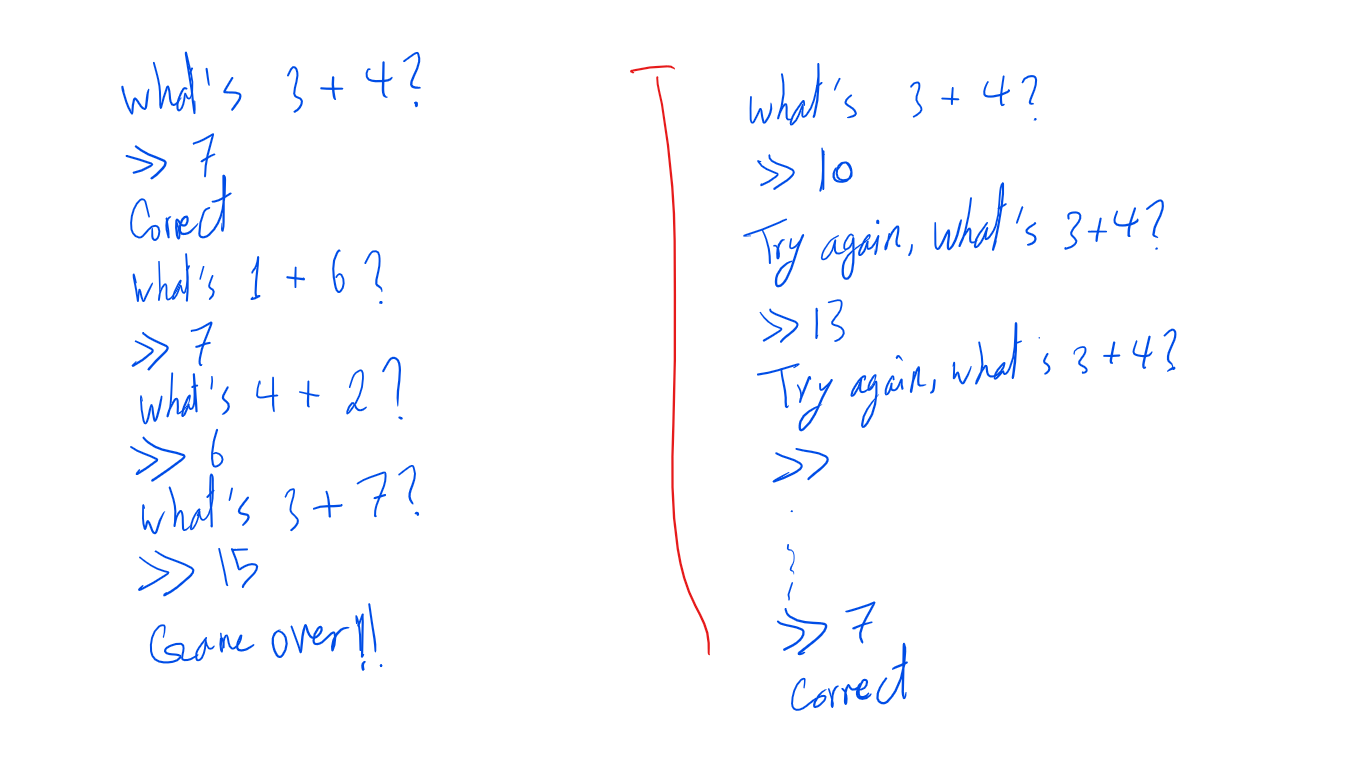 what's 3 + 4?
>> 7
Correct
what's 1 + 6?
>> 7
what's 4 + 2?
>> 6
what's 3 + 7?
>> 15
Game over!!
what's 3 + 4?
>> 10
Try again, what's 3+4?
>> 13
Try again, what's 3+4?
>>
>> 7
Correct